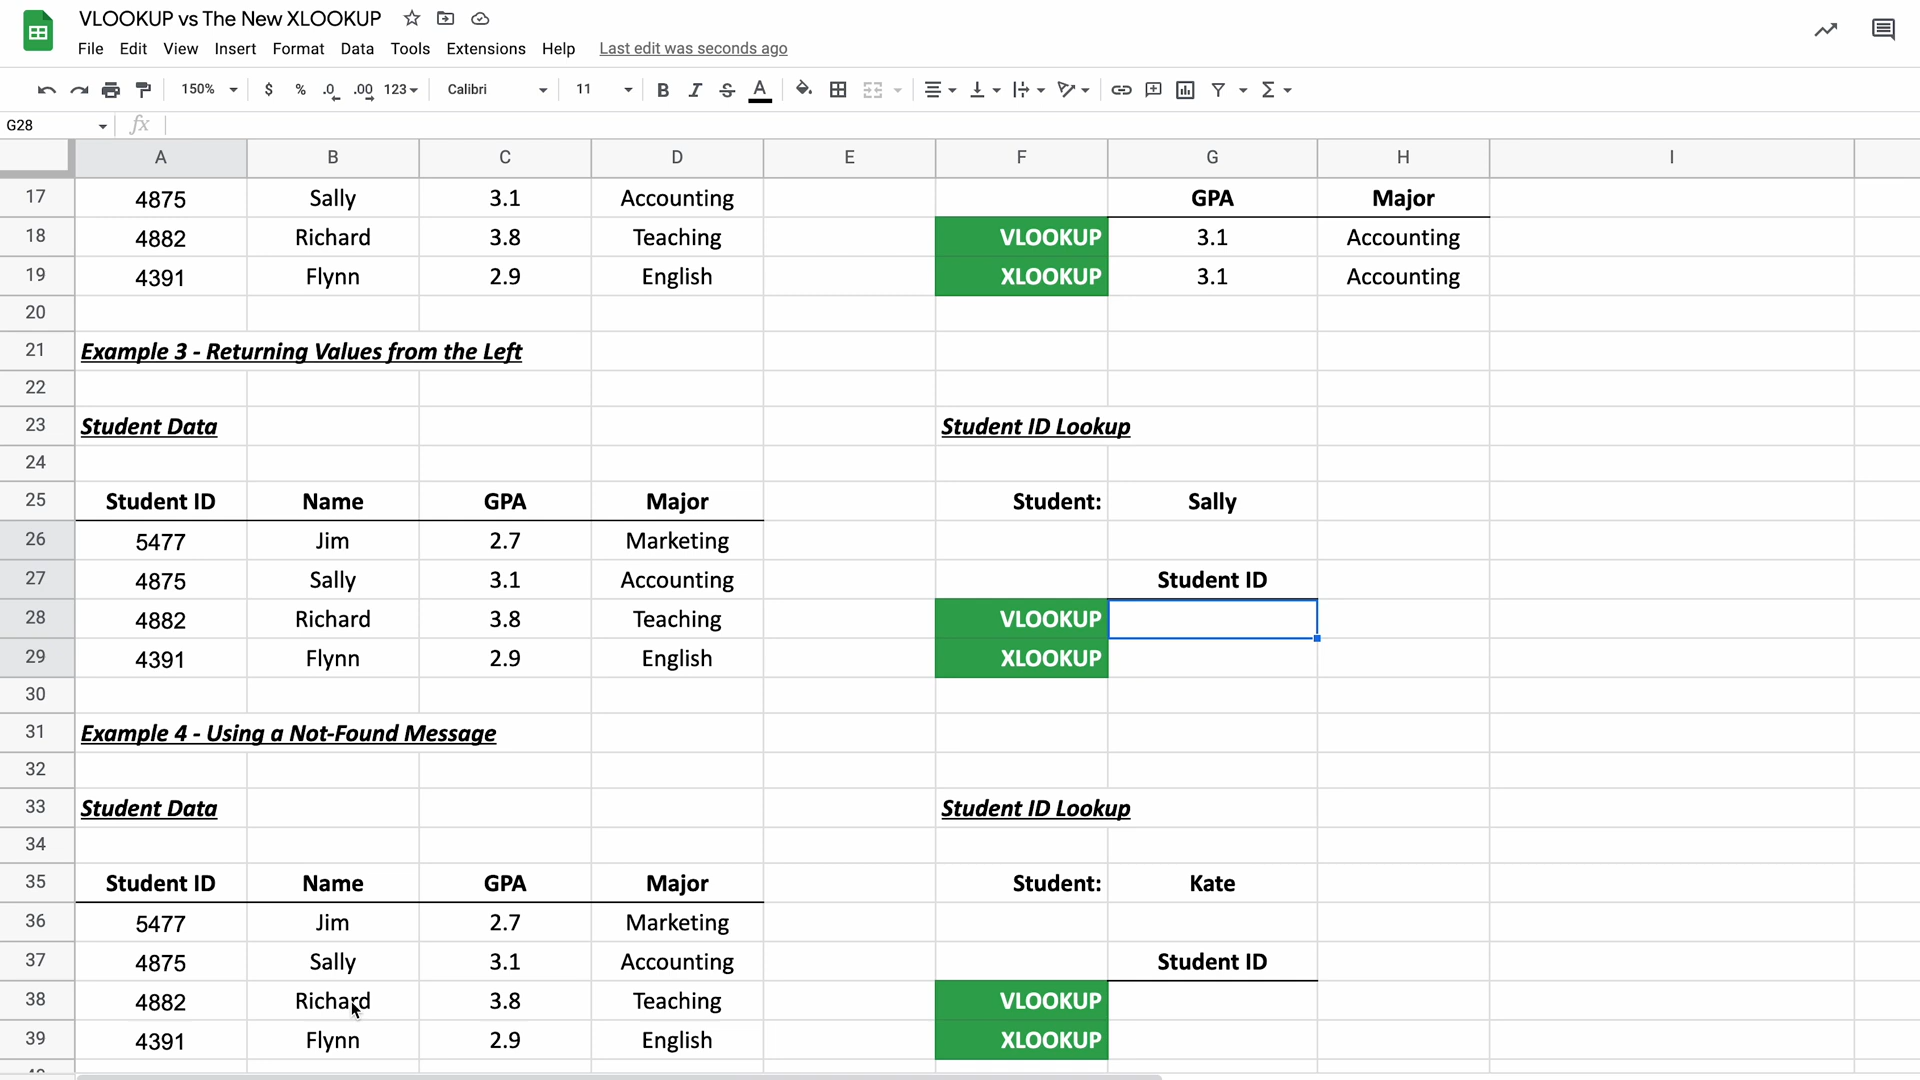 VLOOKUP vs The New XLOOKUP
File Edit View Insert Format Data Tools Extensions Help Last edit was seconds ago
150% $ % .0 .00 123 Calibri 11 B I S A
G28 fx
A B C D E F G H I
17 4875 Sally 3.1 Accounting GPA Major
18 4882 Richard 3.8 Teaching VLOOKUP 3.1 Accounting
19 4391 Flynn 2.9 English XLOOKUP 3.1 Accounting
20
21 Example 3 - Returning Values from the Left
22
23 Student Data Student ID Lookup
24
25 Student ID Name GPA Major Student: Sally
26 5477 Jim 2.7 Marketing
27 4875 Sally 3.1 Accounting Student ID
28 4882 Richard 3.8 Teaching VLOOKUP
29 4391 Flynn 2.9 English XLOOKUP
30
31 Example 4 - Using a Not-Found Message
32
33 Student Data Student ID Lookup
34
35 Student ID Name GPA Major Student: Kate
36 5477 Jim 2.7 Marketing
37 4875 Sally 3.1 Accounting Student ID
38 4882 Richard 3.8 Teaching VLOOKUP
39 4391 Flynn 2.9 English XLOOKUP